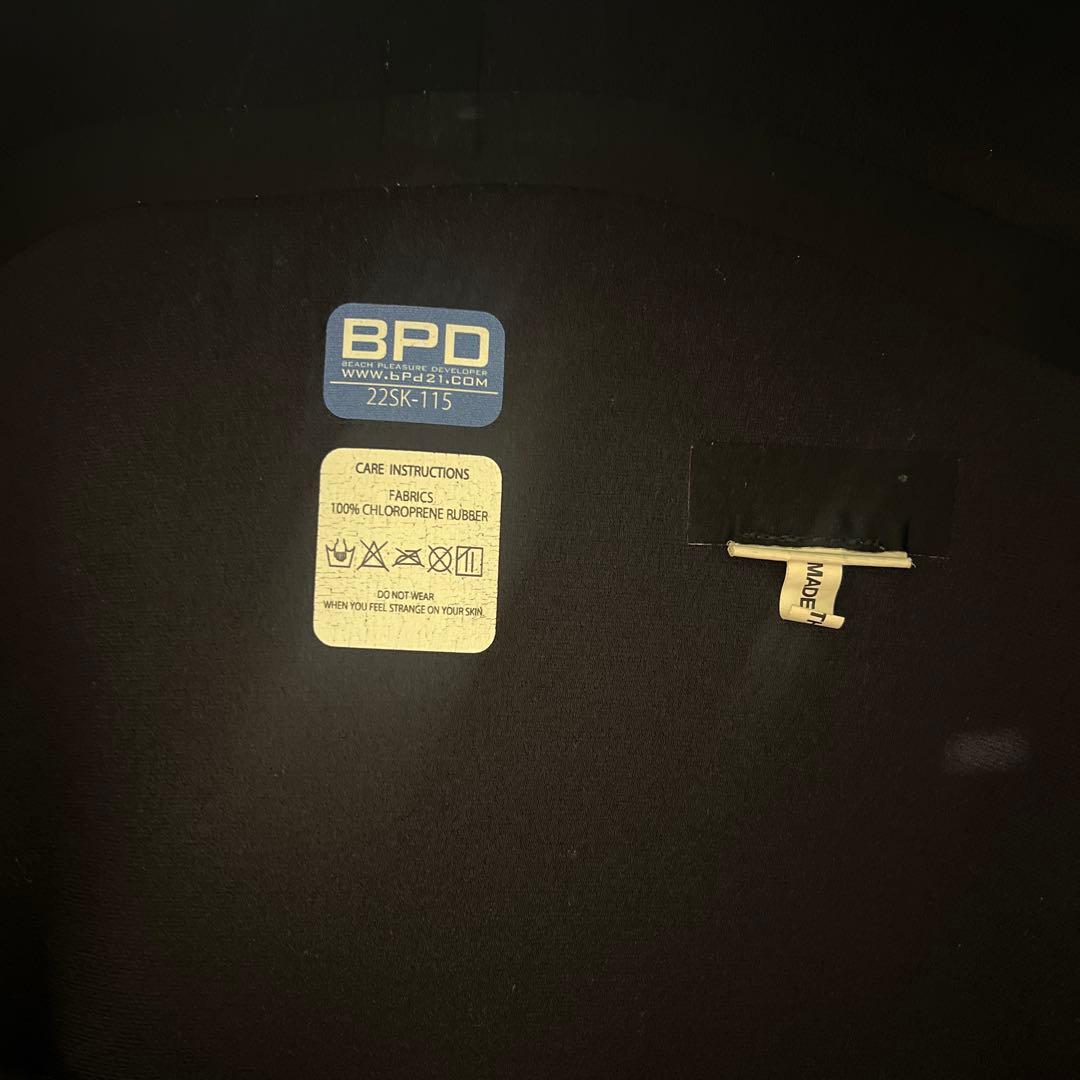 BPD
BEACH PLEASURE DEVELOPER
WWW.bPd21.COM
22SK-115
CARE INSTRUCTIONS
FABRICS
100% CHLOROPRENE RUBBER
DO NOT WEAR
WHEN YOU FEEL STRANGE ON YOUR SKIN.
MADE